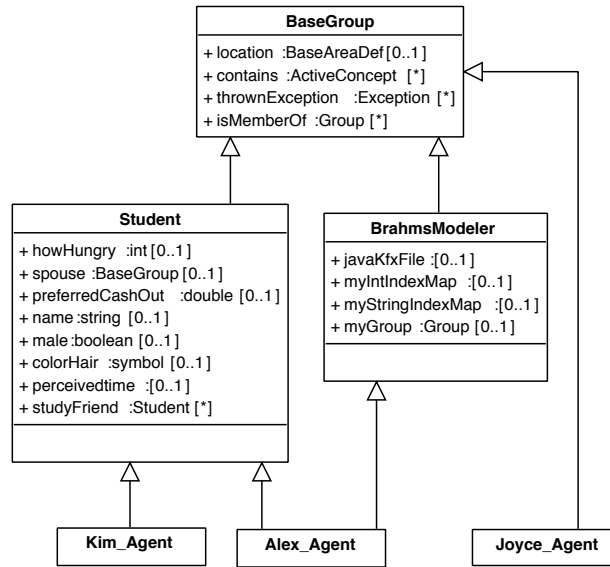 BaseGroup
+ location :BaseAreaDef[0..1]
+ contains :ActiveConcept [*]
+ thrownException :Exception [*]
+ isMemberOf :Group [*]
Student
+ howHungry :int [0..1]
+ spouse :BaseGroup [0..1]
+ preferredCashOut :double [0..1]
+ name :string [0..1]
+ male :boolean [0..1]
+ colorHair :symbol [0..1]
+ perceivedtime :[0..1]
+ studyFriend :Student [*]
BrahmsModeler
+ javaKfxFile :[0..1]
+ myIntIndexMap :[0..1]
+ myStringIndexMap :[0..1]
+ myGroup :Group [0..1]
Kim_Agent
Alex_Agent
Joyce_Agent